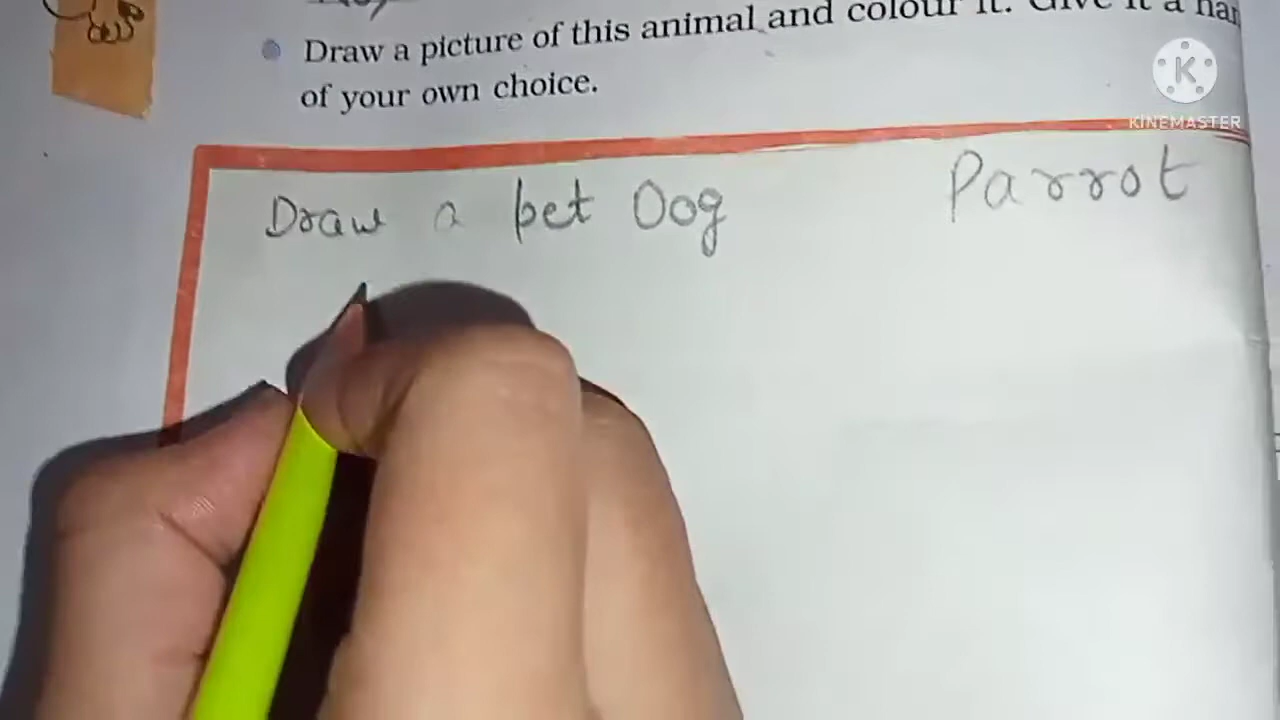 Draw a picture of this animal and colour it. Give it a nam
of your own choice.
KINEMASTER
Draw a pet Dog Parrot